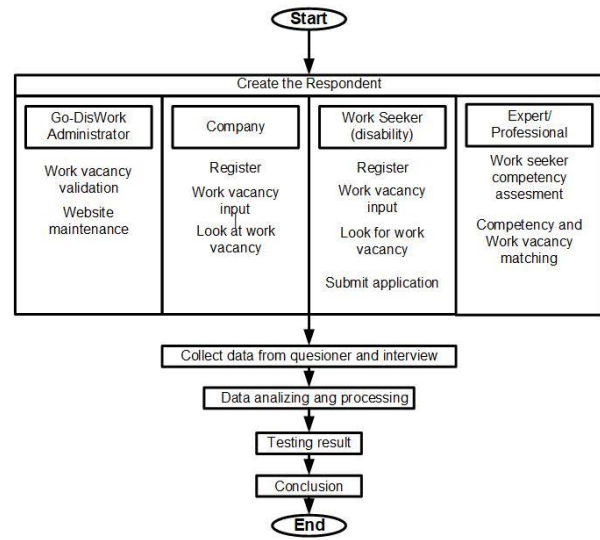 Start
Create the Respondent
Go-DisWork
Administrator
Work vacancy
validation
Website
maintenance
Company
Register
Work vacancy
input
Look at work
vacancy
Work Seeker
(disability)
Register
Work vacancy
input
Look for work
vacancy
Submit application
Expert/
Professional
Work seeker
competency
assesment
Competency and
Work vacancy
matching
Collect data from quesioner and interview
Data analizing ang processing
Testing result
Conclusion
End